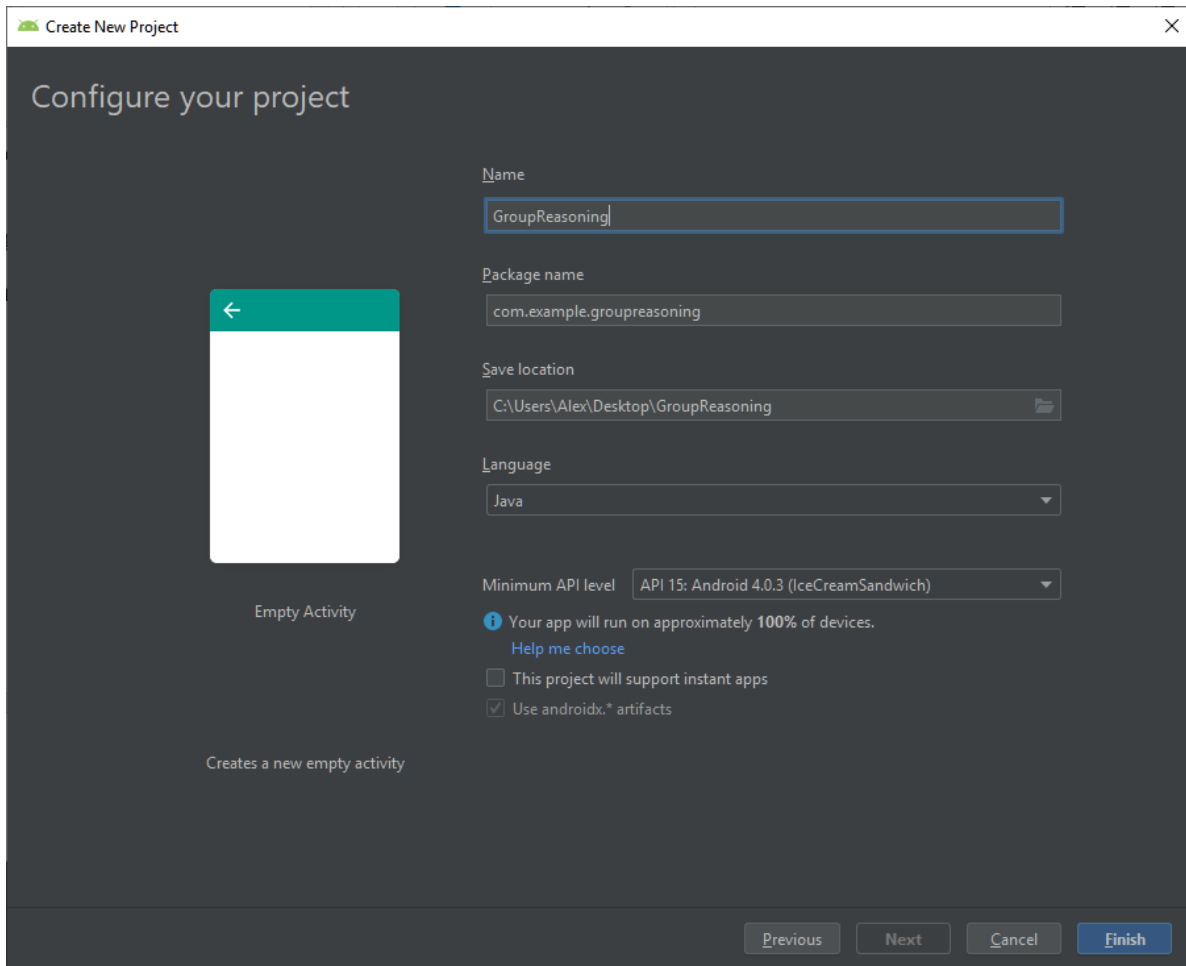 Create New Project
Configure your project
Name
GroupReasoning
Package name
com.example.groupreasoning
Save location
C:\Users\Alex\Desktop\GroupReasoning
Language
Java
Minimum API level API 15: Android 4.0.3 (IceCreamSandwich)
Empty Activity
Your app will run on approximately 100% of devices.
Help me choose
This project will support instant apps
Use androidx.* artifacts
Creates a new empty activity
Previous Next Cancel Finish